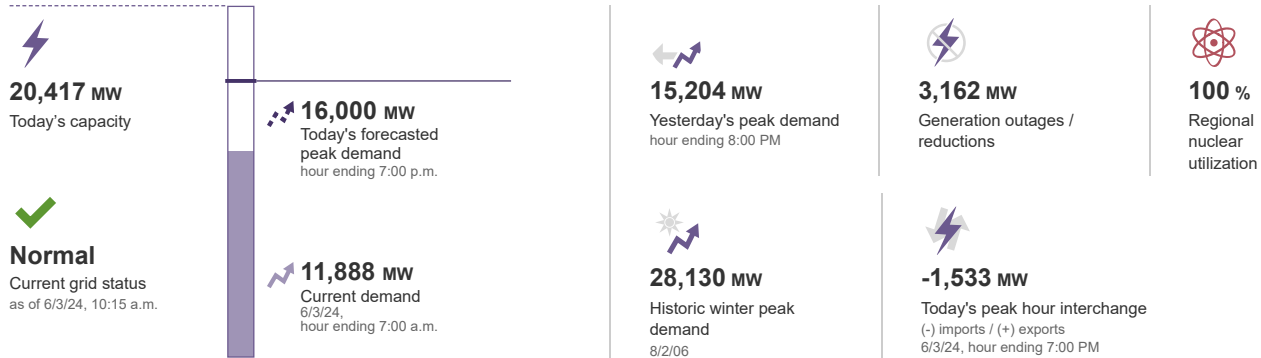 20,417 MW
Today's capacity
Normal
Current grid status
as of 6/3/24, 10:15 a.m.
16,000 MW
Today's forecasted
peak demand
hour ending 7:00 p.m.
11,888 MW
Current demand
6/3/24,
hour ending 7:00 a.m.
15,204 MW
Yesterday's peak demand
hour ending 8:00 PM
3,162 MW
Generation outages /
reductions
100 %
Regional
nuclear
utilization
28,130 MW
Historic winter peak
demand
8/2/06
-1,533 MW
Today's peak hour interchange
(-) imports / (+) exports
6/3/24, hour ending 7:00 PM